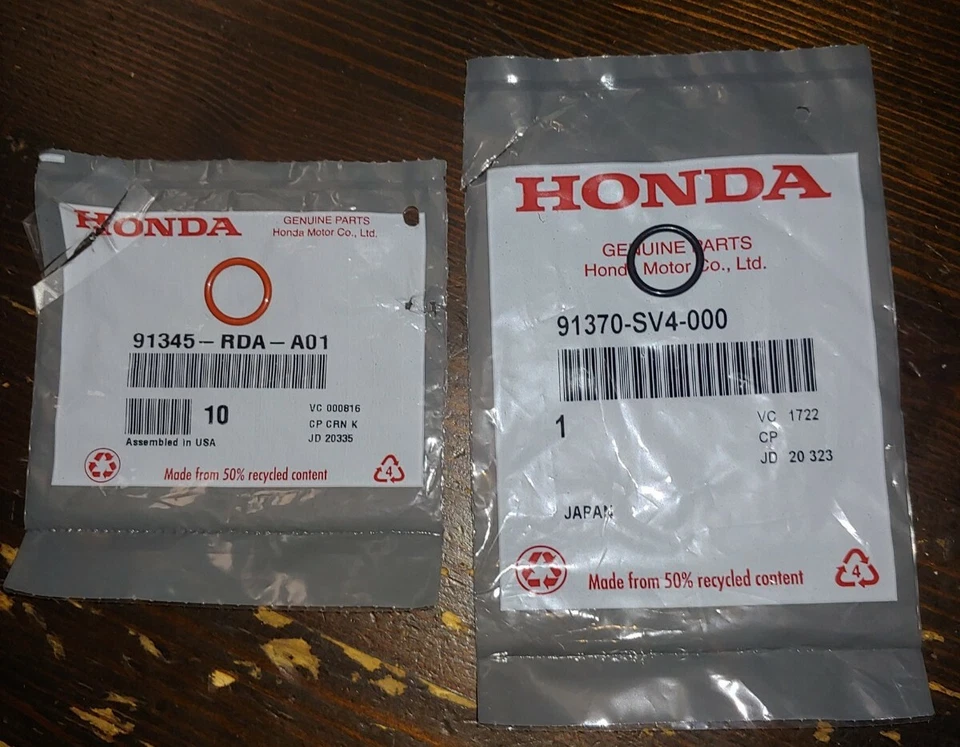 HONDA
GENUINE PARTS
Honda Motor Co., Ltd.
91345-RDA-A01
10
VC 000816
CP CRN K
JD 20335
Assembled in USA
Made from 50% recycled content
4
HONDA
GENUINE PARTS
Honda Motor Co., Ltd.
91370-SV4-000
1
VC 1722
CP
JD 20 323
JAPAN
Made from 50% recycled content
4